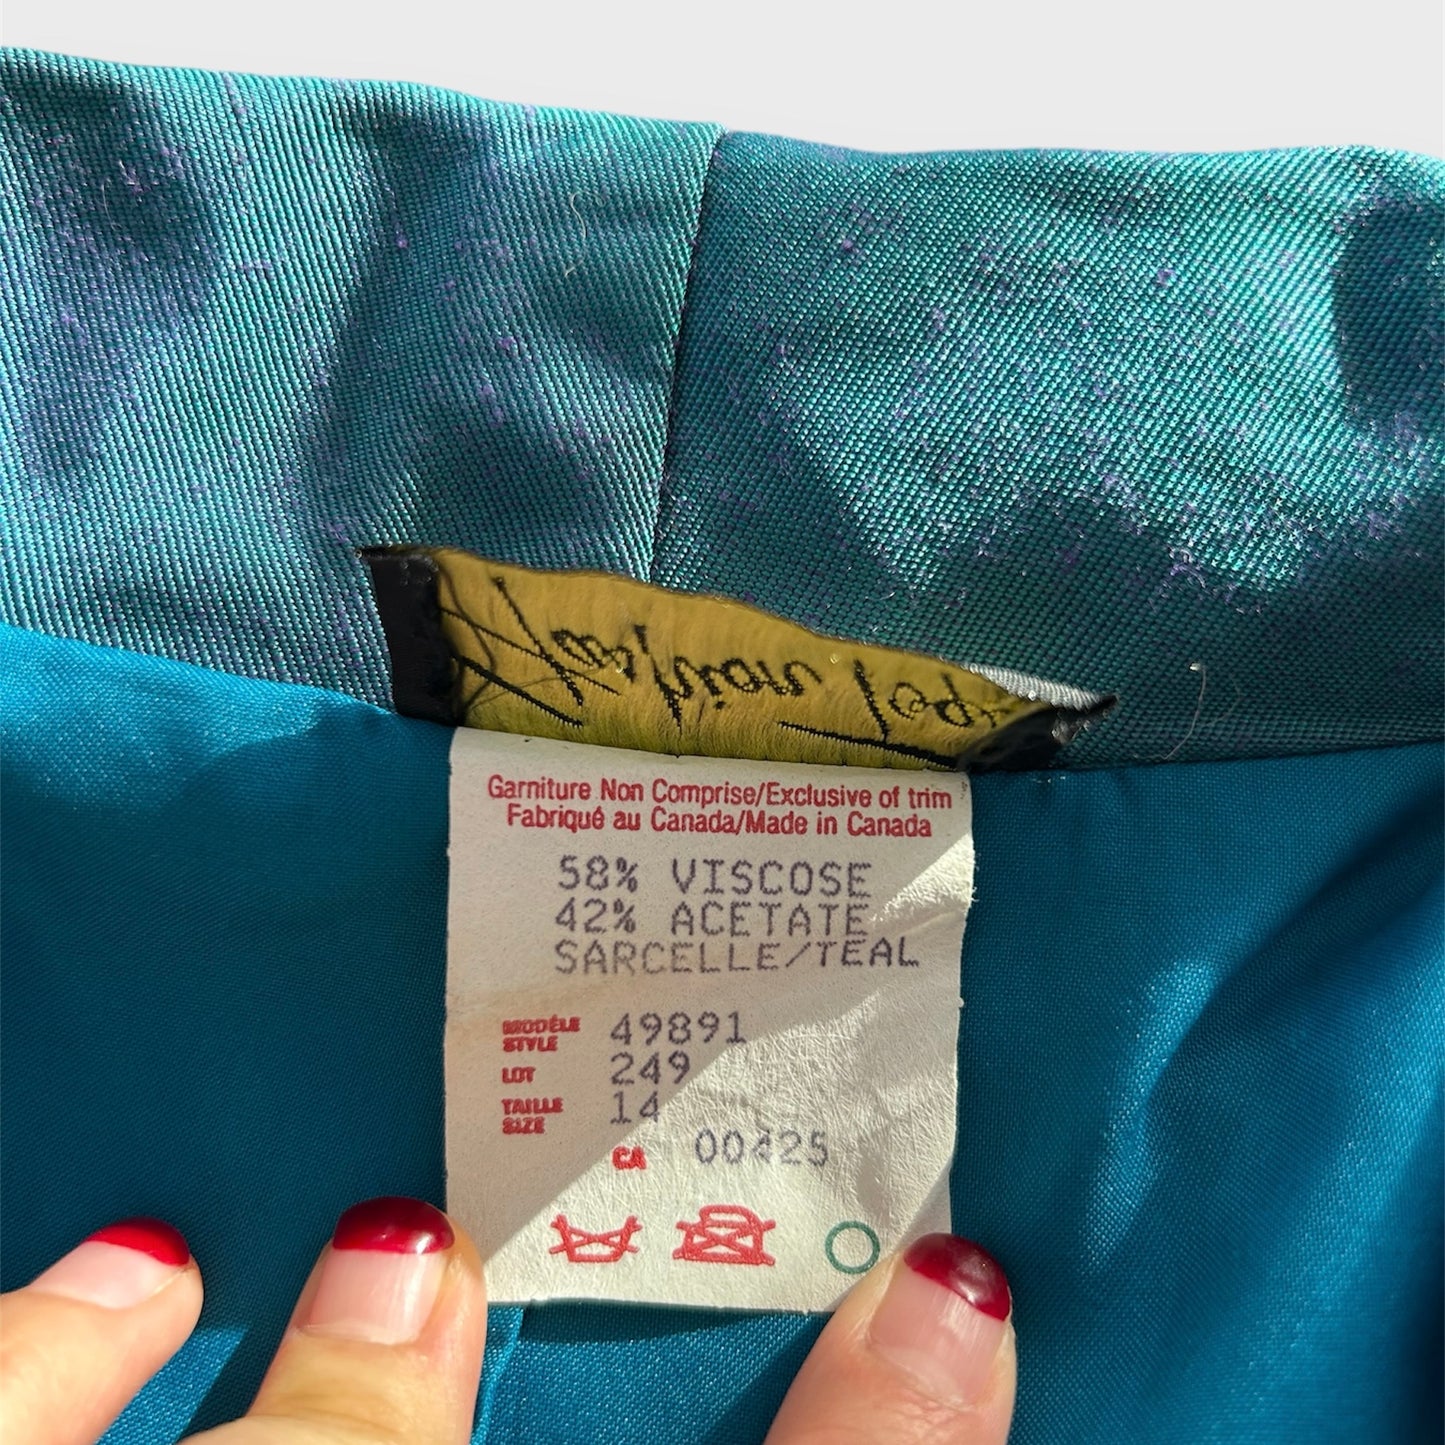 Garniture Non Comprise/Exclusive of trim
Fabriqué au Canada/Made in Canada
58% VISCOSE
42% ACETATE
SARCELLE/TEAL
MODÈLE
STYLE 49891
LOT 249
TAILLE
SIZE 14
CA 00425